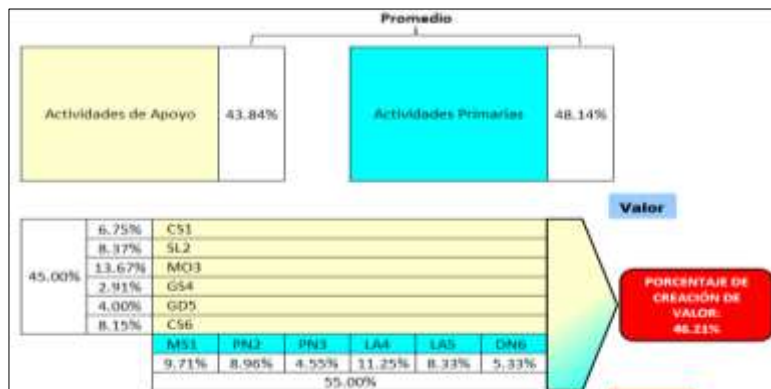 Promedio
Actividades de Apoyo 43.84%
Actividades Primarias 48.14%
Valor
45.00%
6.75% CS1
8.37% SL2
13.67% MO3
2.91% GS4
4.00% GD5
8.15% CS6
MS1 PN2 PN3 LA4 LA5 DN6
9.71% 8.96% 4.55% 11.25% 8.33% 5.33%
55.00%
PORCENTAJE DE
CREACIÓN DE
VALOR:
46.21%